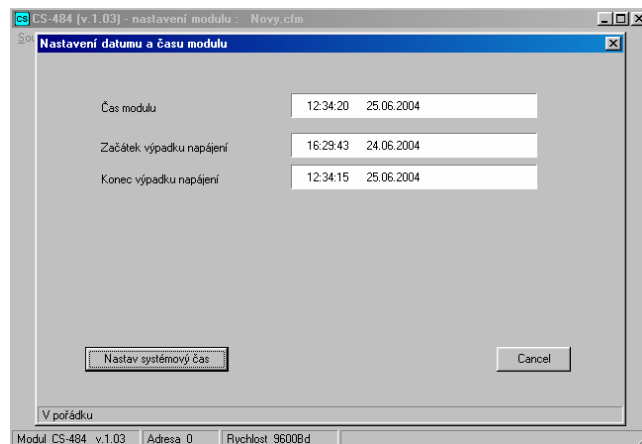 CS CS-484 (v.1.03) - nastavení modulu : Novy.cfm
Sou
Nastavení datumu a času modulu
Čas modulu 12:34:20 25.06.2004
Začátek výpadku napájení 16:29:43 24.06.2004
Konec výpadku napájení 12:34:15 25.06.2004
Nastav systémový čas Cancel
V pořádku
Modul CS-484 v.1.03 Adresa 0 Rychlost 9600Bd